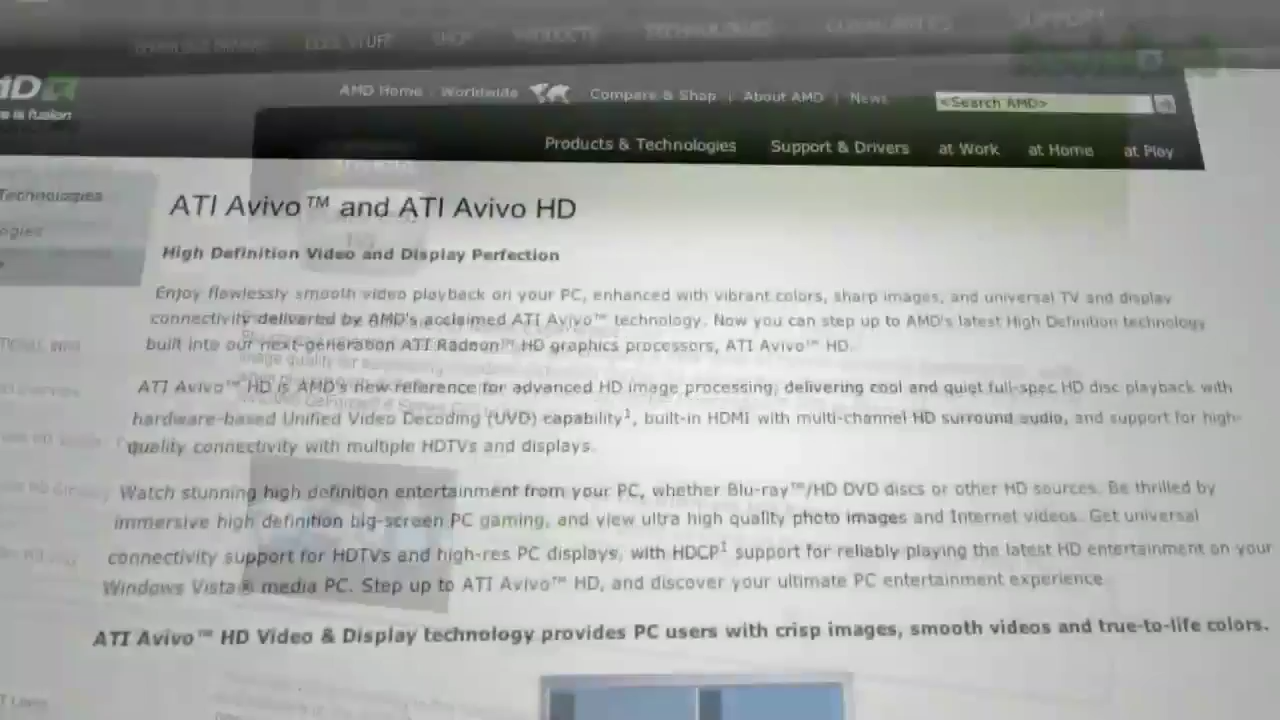 COOL STUFF SHOP PRODUCTS TECHNOLOGIES COMMUNITIES SUPPORT
AMD Home Worldwide Compare & Shop | About AMD | News <Search AMD>
is fusion
Products & Technologies Support & Drivers at Work at Home at Play
Technologies
ATI Avivo™ and ATI Avivo HD
High Definition Video and Display Perfection
Enjoy flawlessly smooth video playback on your PC, enhanced with vibrant colors, sharp images, and universal TV and display
connectivity delivered by AMD's acclaimed ATI Avivo™ technology. Now you can step up to AMD's latest High Definition technology
built into our next-generation ATI Radeon™ HD graphics processors, ATI Avivo™ HD.
ATI Avivo™ HD is AMD's new reference for advanced HD image processing, delivering cool and quiet full-spec HD disc playback with
hardware-based Unified Video Decoding (UVD) capability¹, built-in HDMI with multi-channel HD surround audio, and support for high-
quality connectivity with multiple HDTVs and displays.
Watch stunning high definition entertainment from your PC, whether Blu-ray™/HD DVD discs or other HD sources. Be thrilled by
immersive high definition big-screen PC gaming, and view ultra high quality photo images and Internet videos. Get universal
connectivity support for HDTVs and high-res PC displays, with HDCP¹ support for reliably playing the latest HD entertainment on your
Windows Vista® media PC. Step up to ATI Avivo™ HD, and discover your ultimate PC entertainment experience.
ATI Avivo™ HD Video & Display technology provides PC users with crisp images, smooth videos and true-to-life colors.